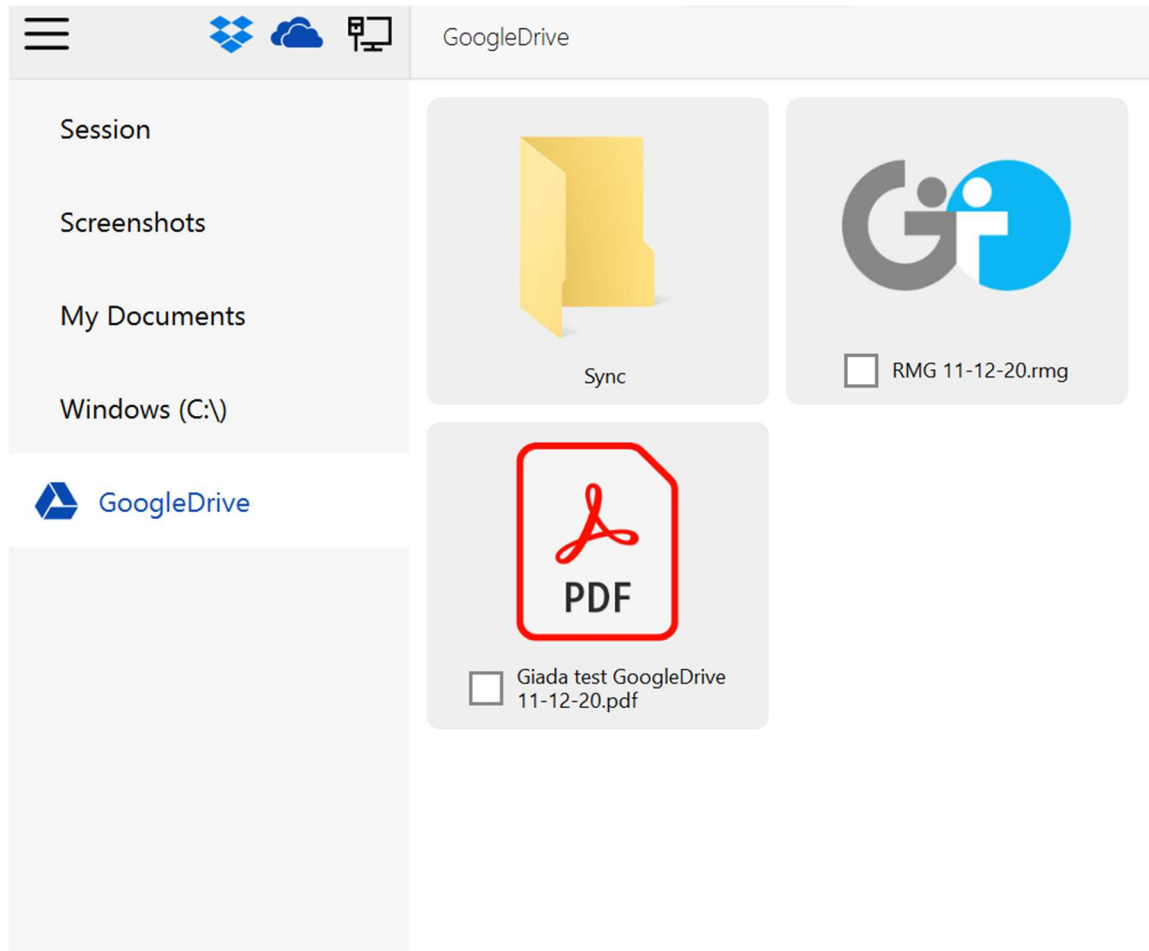 GoogleDrive
Session
Screenshots
My Documents
Windows (C:\)
GoogleDrive
Sync
RMG 11-12-20.rmg
PDF
Giada test GoogleDrive
11-12-20.pdf